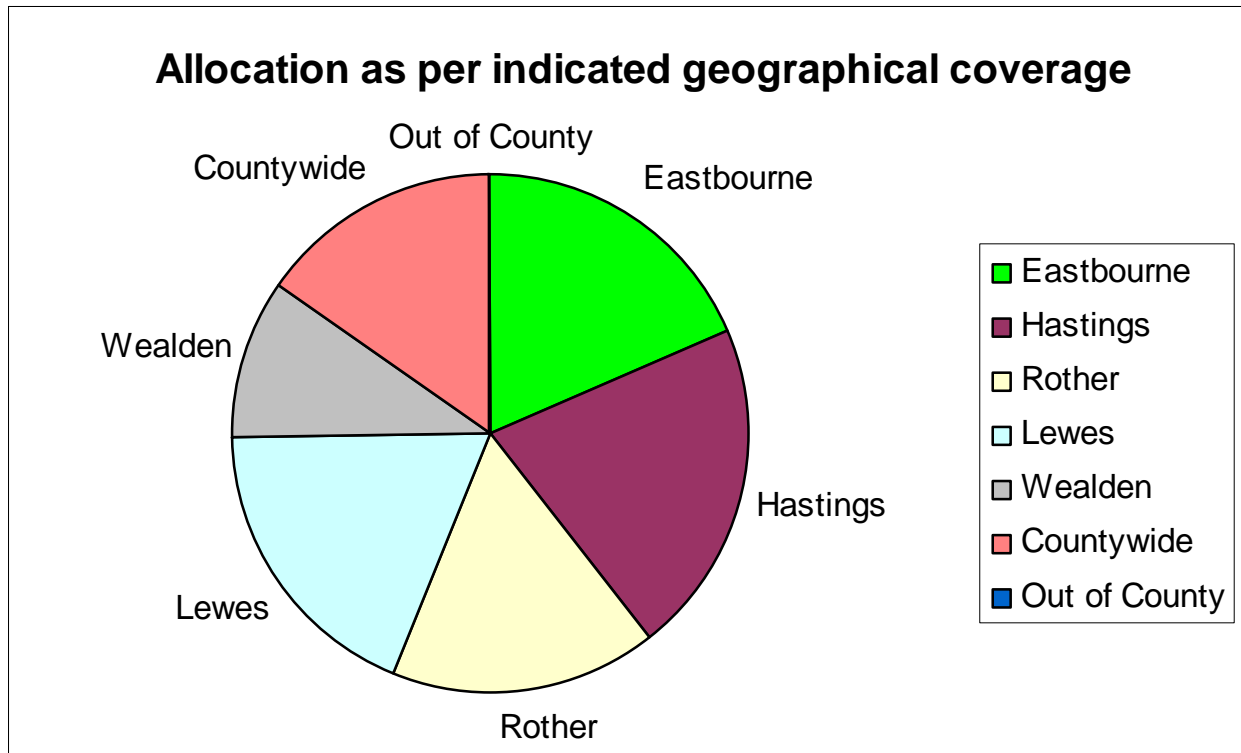 Allocation as per indicated geographical coverage
Out of County
Countywide
Eastbourne
Wealden
Hastings
Lewes
Rother
Eastbourne
Hastings
Rother
Lewes
Wealden
Countywide
Out of County